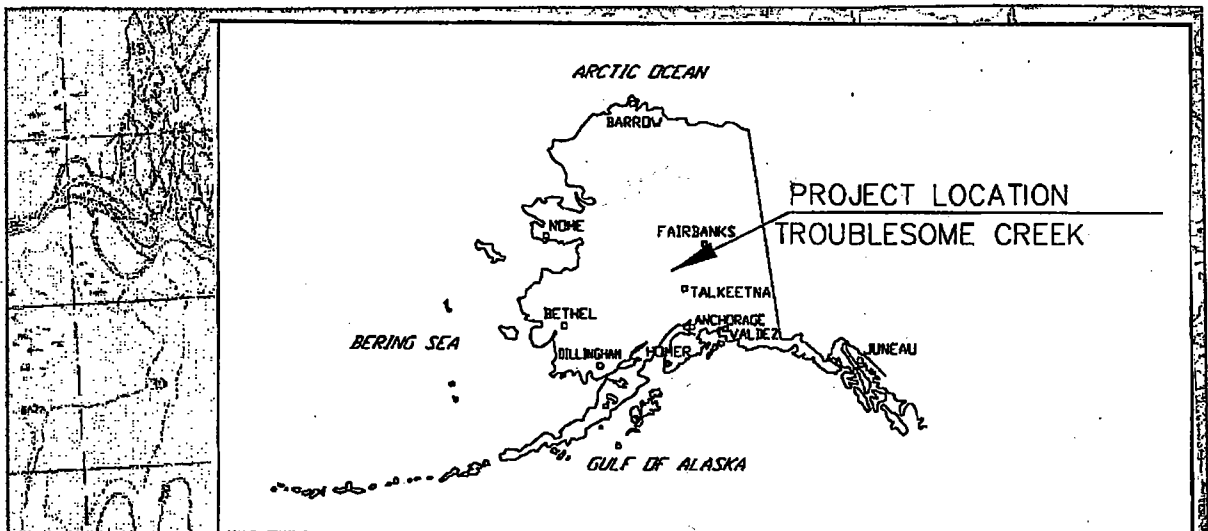 ARCTIC OCEAN
BARROW
PROJECT LOCATION
NOME
FAIRBANKS
TROUBLESOME CREEK
TALKEETNA
BETHEL
ANCHORAGE
VALDEZ
BERING SEA
DILLINGHAM
HOMER
JUNEAU
GULF OF ALASKA